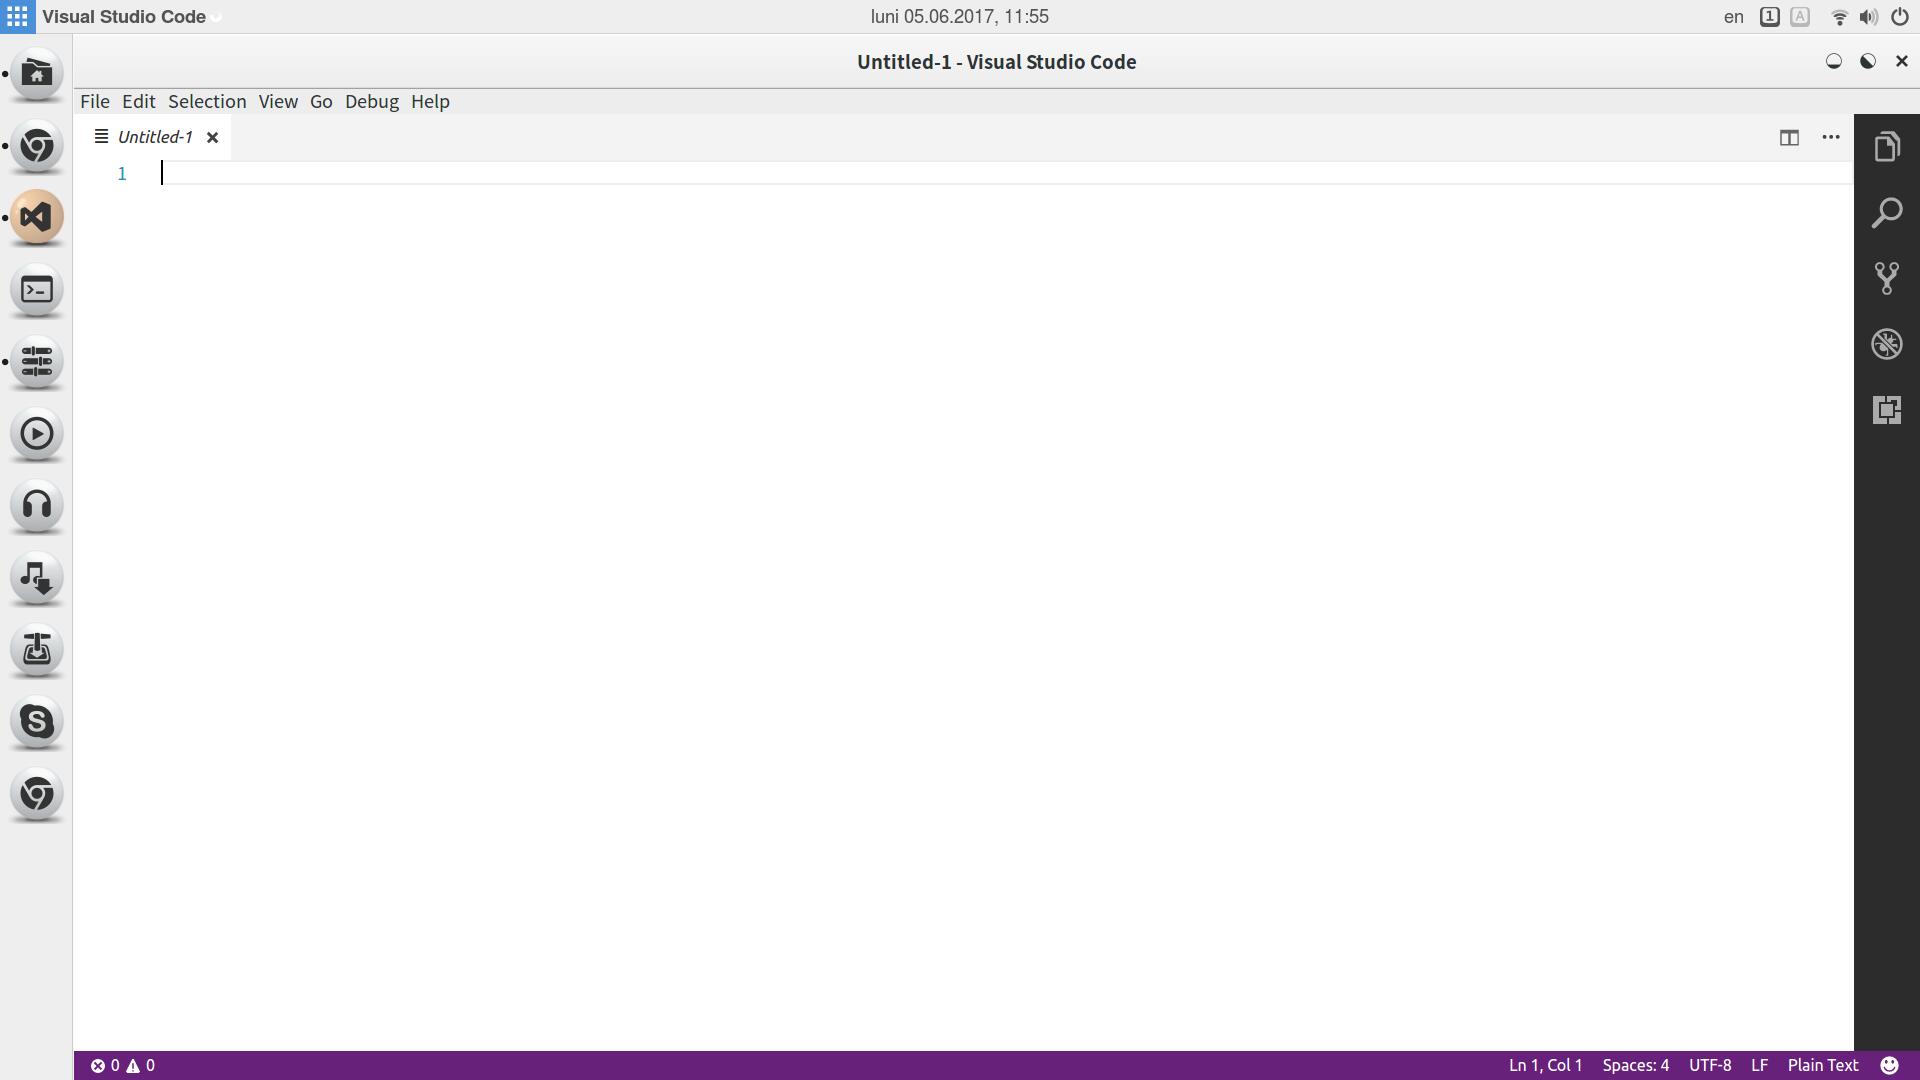 Visual Studio Code
luni 05.06.2017, 11:55
en 1 A
Untitled-1 - Visual Studio Code
File Edit Selection View Go Debug Help
Untitled-1
1
0 0
Ln 1, Col 1 Spaces: 4 UTF-8 LF Plain Text